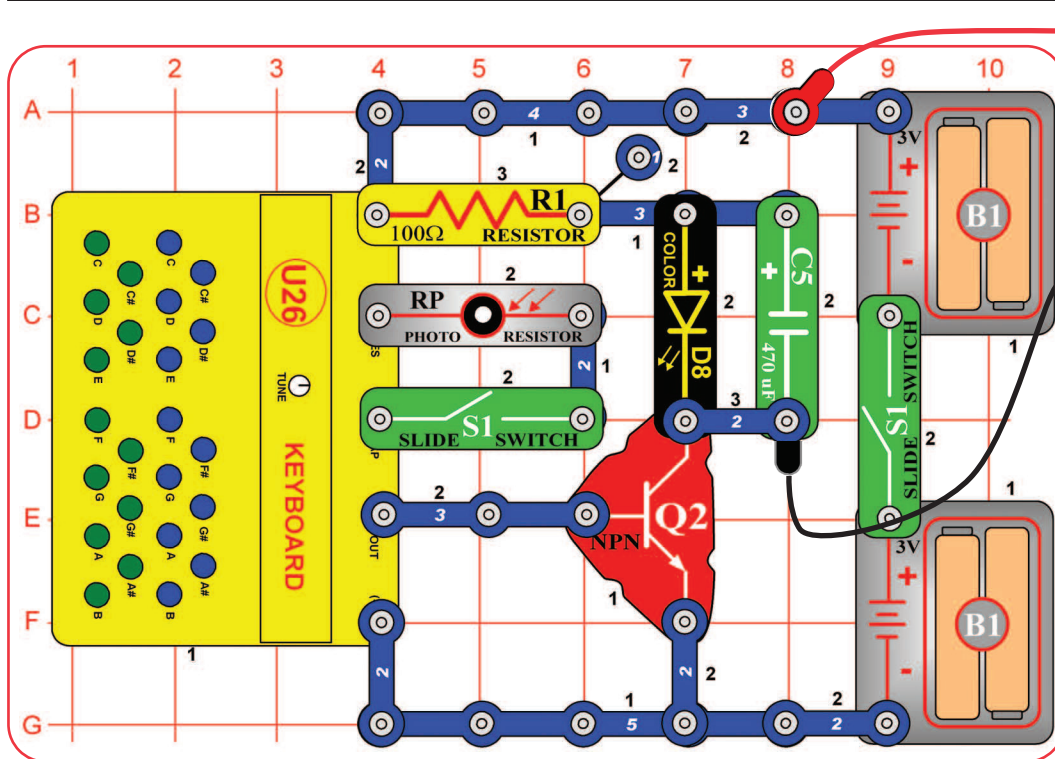 1 2 3 4 5 6 7 8 9 10
A
4
1
3
2
3V
+
-
B1
1
2
2
3
1
2
B
R1
100Ω
RESISTOR
3
1
COLOR
+
D8
2
C5
+
470 uF
2
C
2
RP
PHOTO RESISTOR
2
1
ES
U26
TUNE
KEYBOARD
C
C#
D
D#
E
F
F#
G
G#
A
A#
B
C
C#
D
D#
E
F
F#
G
G#
A
A#
B
1
D
2
S1
SLIDE SWITCH
P
3
2
S1
SLIDE SWITCH
2
E
2
3
OUT
Q2
NPN
1
3V
+
-
B1
1
F
(
2
2
2
G
1
5
2
2